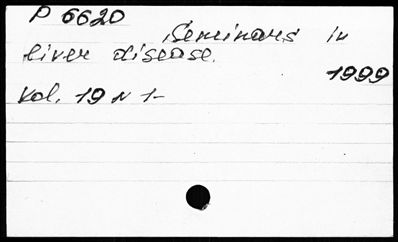 P 6620
Seminars in
liver disease.
1999
Vol. 19 N 1-